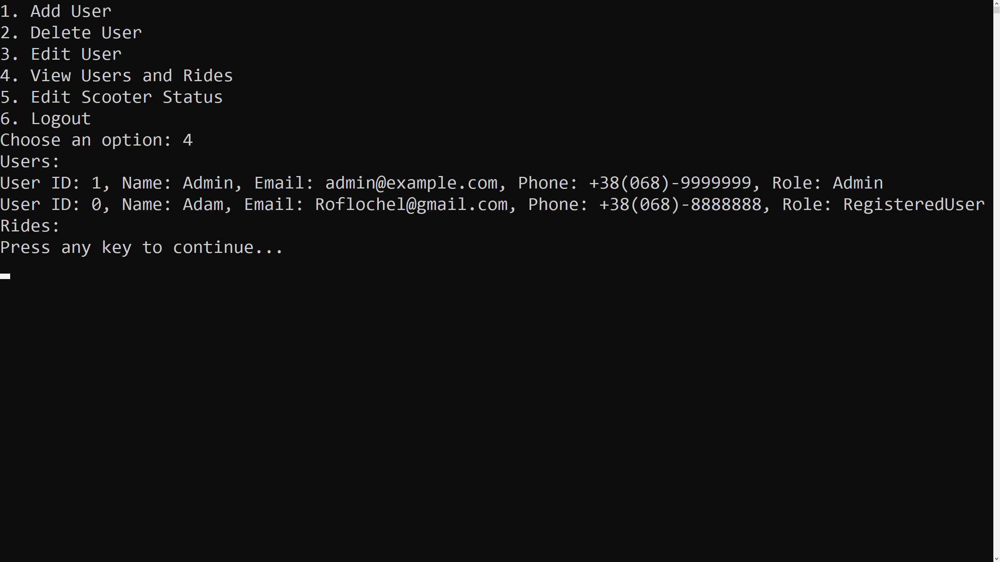 1. Add User
2. Delete User
3. Edit User
4. View Users and Rides
5. Edit Scooter Status
6. Logout
Choose an option: 4
Users:
User ID: 1, Name: Admin, Email: admin@example.com, Phone: +38(068)-9999999, Role: Admin
User ID: 0, Name: Adam, Email: Roflochel@gmail.com, Phone: +38(068)-8888888, Role: RegisteredUser
Rides:
Press any key to continue...